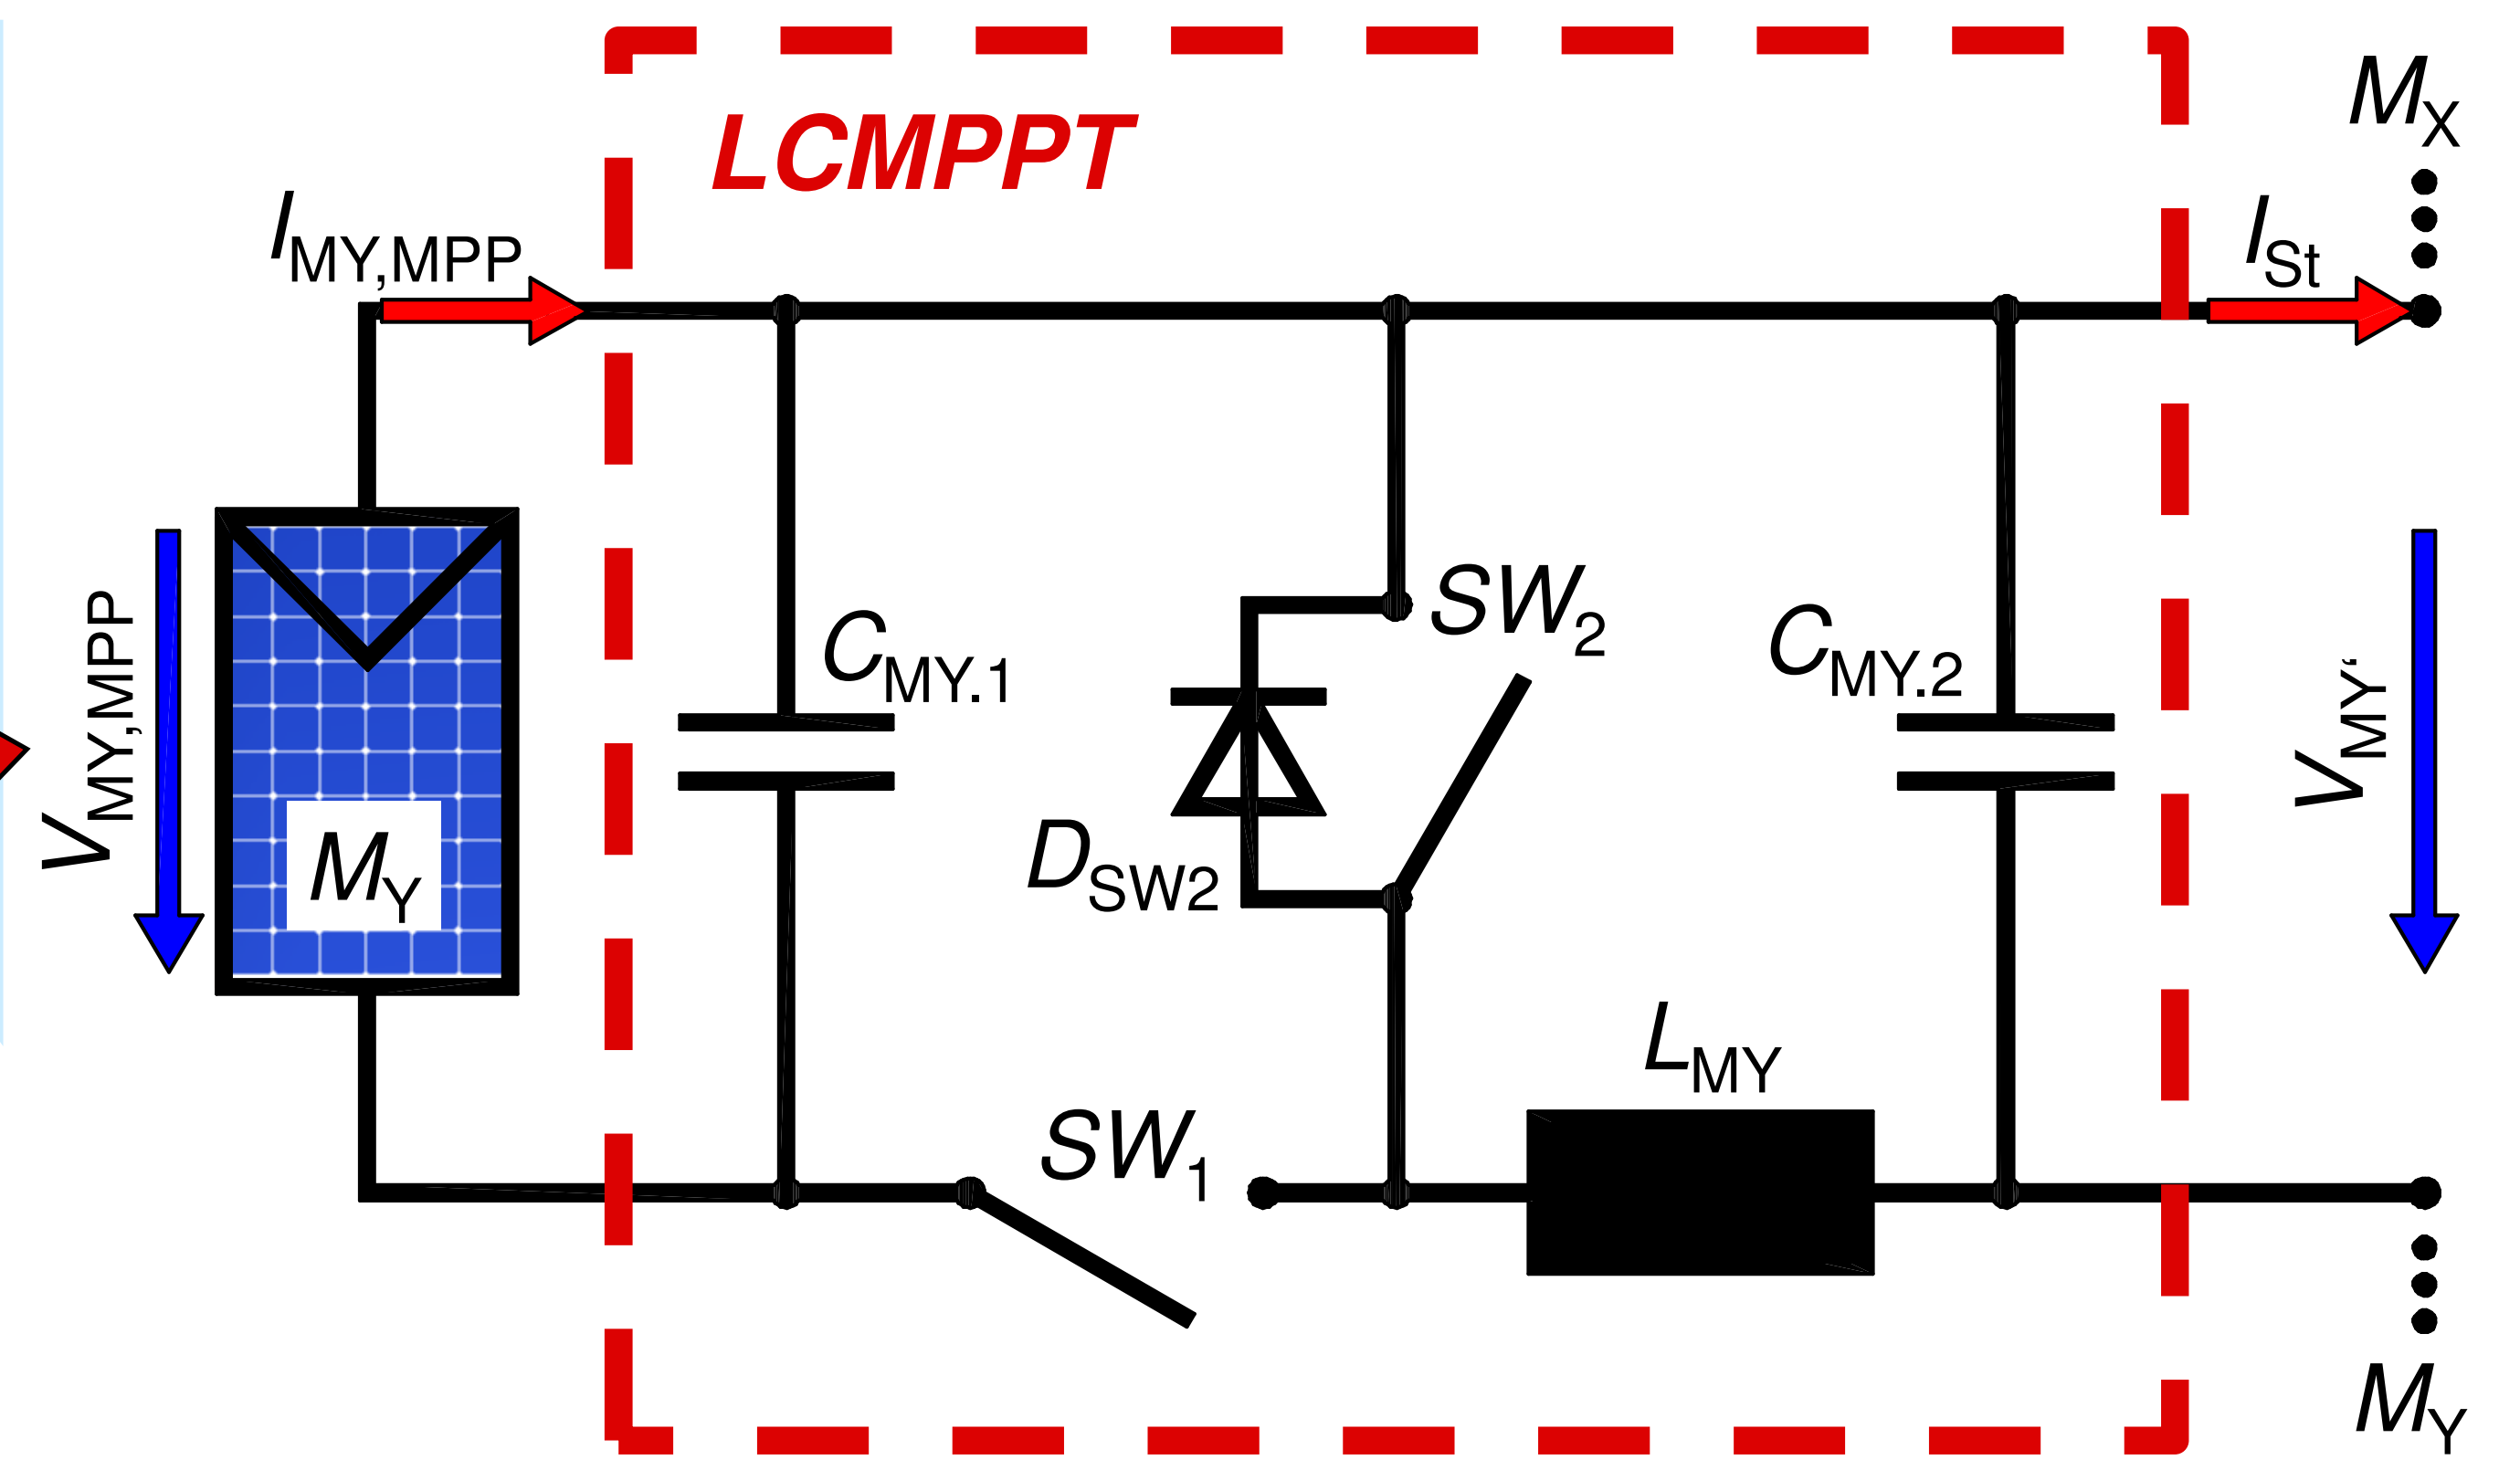 LCMPPT
M_X
I_MY,MPP
I_St
SW_2
C_MY.1
C_MY.2
V_MY,MPP
V_MY‘
M_Y
D_SW2
L_MY
SW_1
M_Y